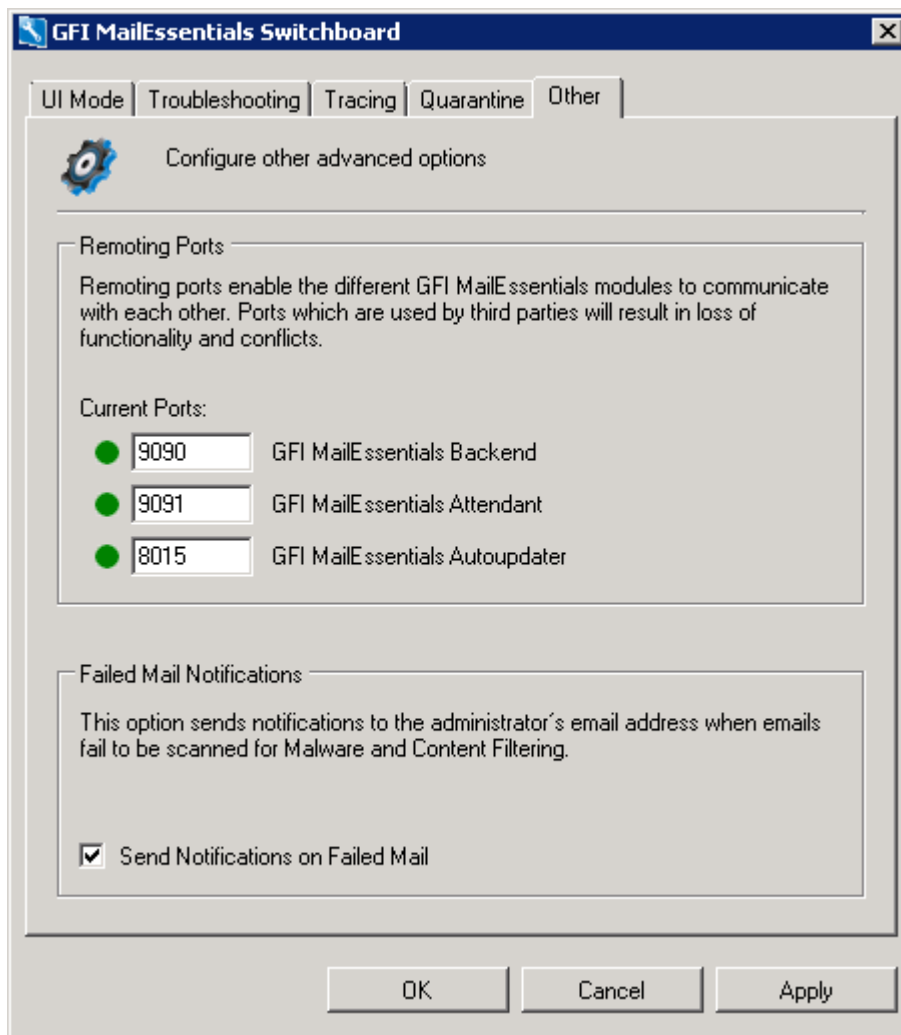 GFI MailEssentials Switchboard
UI Mode Troubleshooting Tracing Quarantine Other
Configure other advanced options
Remoting Ports
Remoting ports enable the different GFI MailEssentials modules to communicate
with each other. Ports which are used by third parties will result in loss of
functionality and conflicts.
Current Ports:
9090 GFI MailEssentials Backend
9091 GFI MailEssentials Attendant
8015 GFI MailEssentials Autoupdater
Failed Mail Notifications
This option sends notifications to the administrator´s email address when emails
fail to be scanned for Malware and Content Filtering.
Send Notifications on Failed Mail
OK Cancel Apply